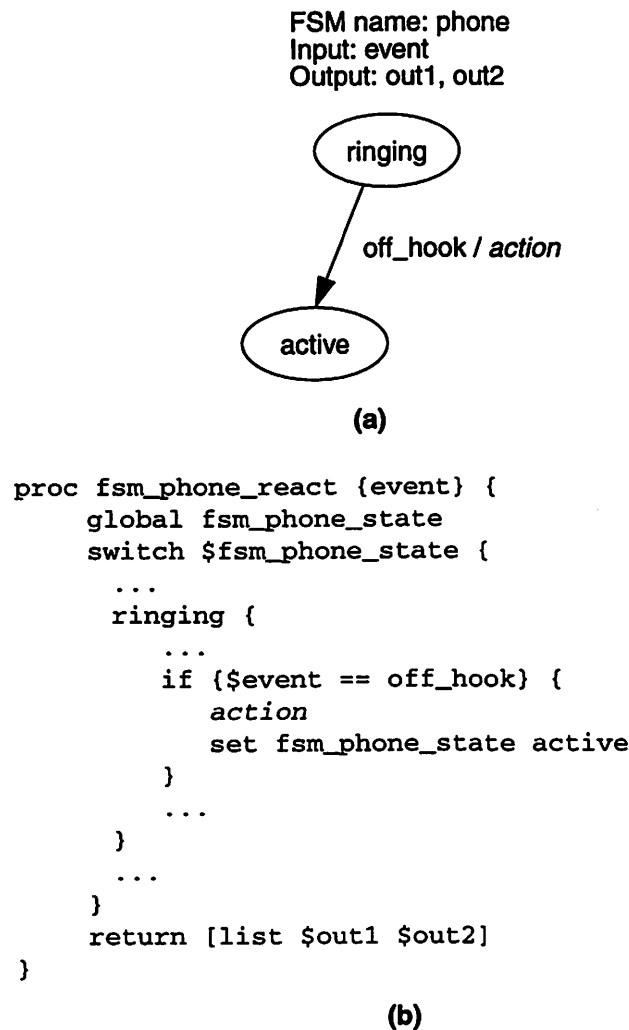 FSM name: phone
Input: event
Output: out1, out2
ringing
off_hook / action
active
(a)
proc fsm_phone_react {event} {
global fsm_phone_state
switch $fsm_phone_state {
...
ringing {
...
if {$event == off_hook} {
action
set fsm_phone_state active
}
...
}
...
}
return [list $out1 $out2]
}
(b)